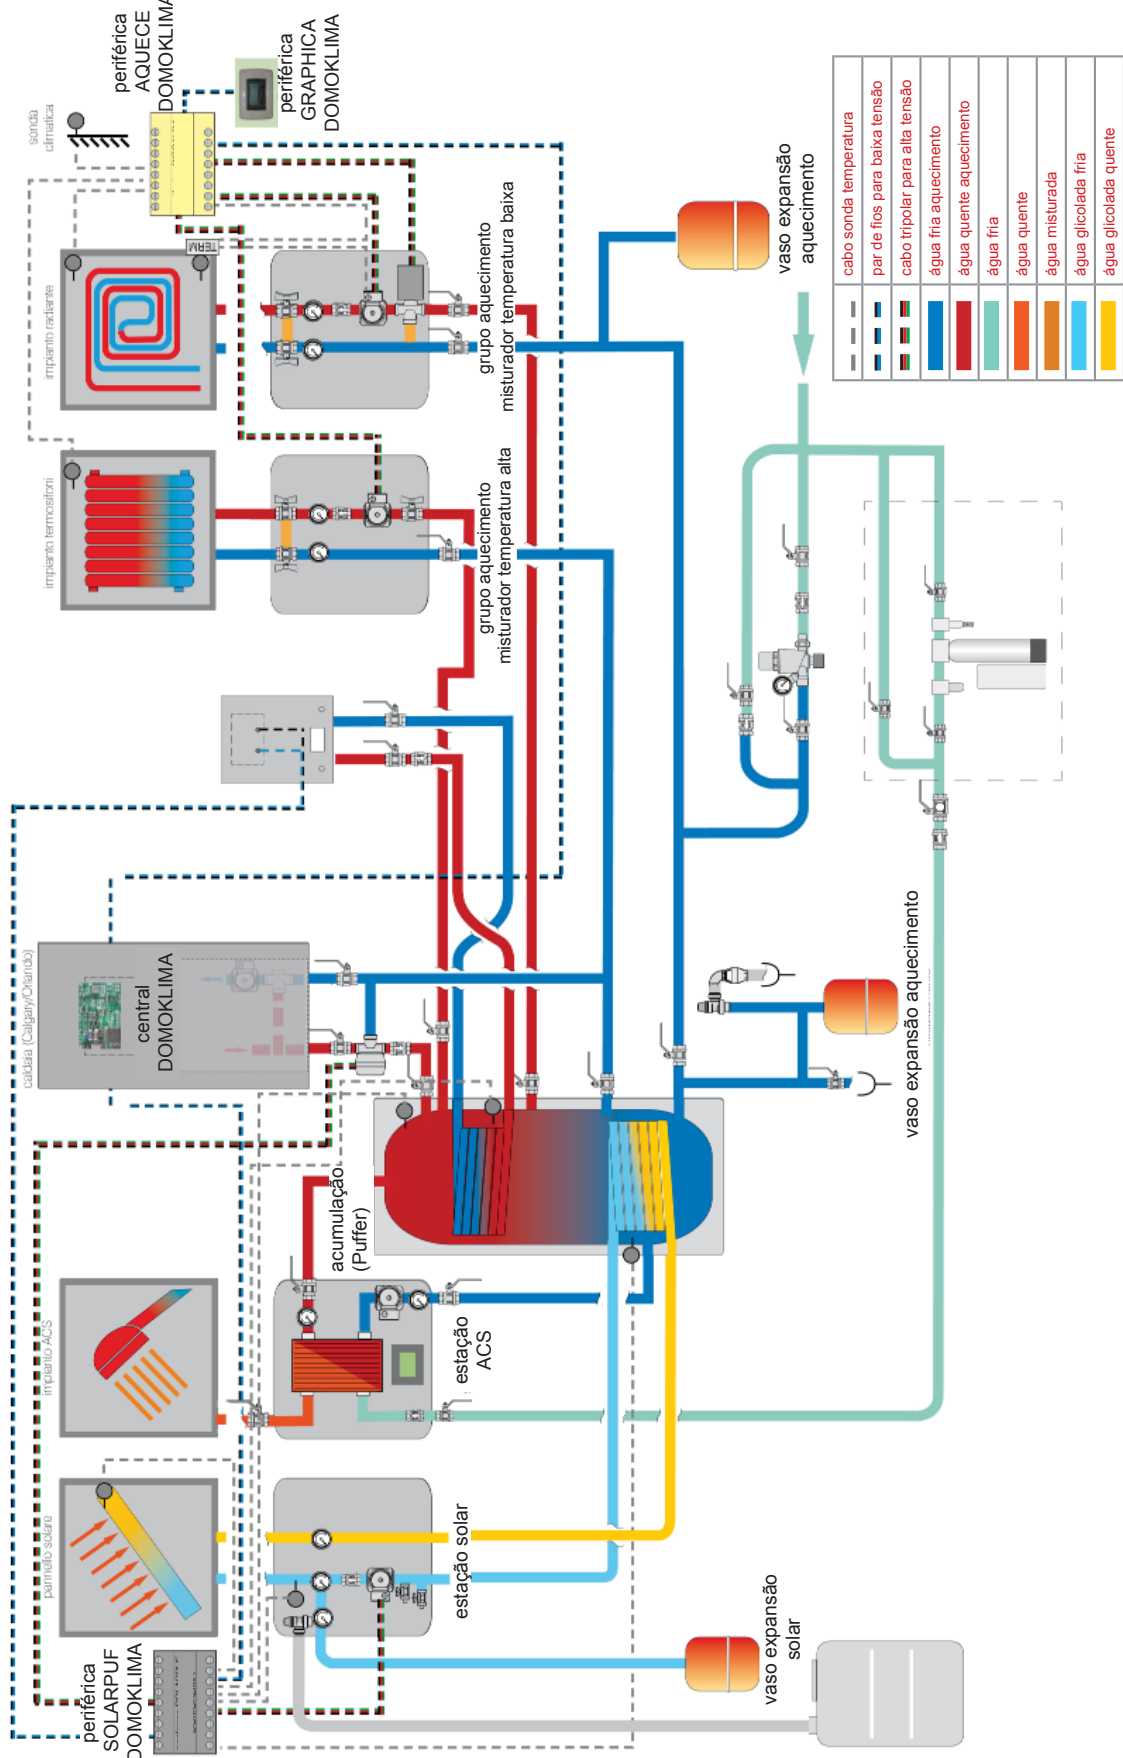 periférica
AQUECE
DOMOKLIMA
periférica
GRAPHICA
DOMOKLIMA
sonda
climatica
TERM
impianto radiante
grupo aquecimento
misturador temperatura baixa
vaso expansão
aquecimento
impianto termosifoni
grupo aquecimento
misturador temperatura alta
caldaia (Calgary/Orlando)
central
DOMOKLIMA
acumulação
(Puffer)
vaso expansão aquecimento
impianto ACS
estação
ACS
pannello solare
estação solar
periférica
SOLARPUF
DOMOKLIMA
vaso expansão
solar
cabo sonda temperatura
par de fios para baixa tensão
cabo tripolar para alta tensão
água fria aquecimento
água quente aquecimento
água fria
água quente
água misturada
água glicolada fria
água glicolada quente